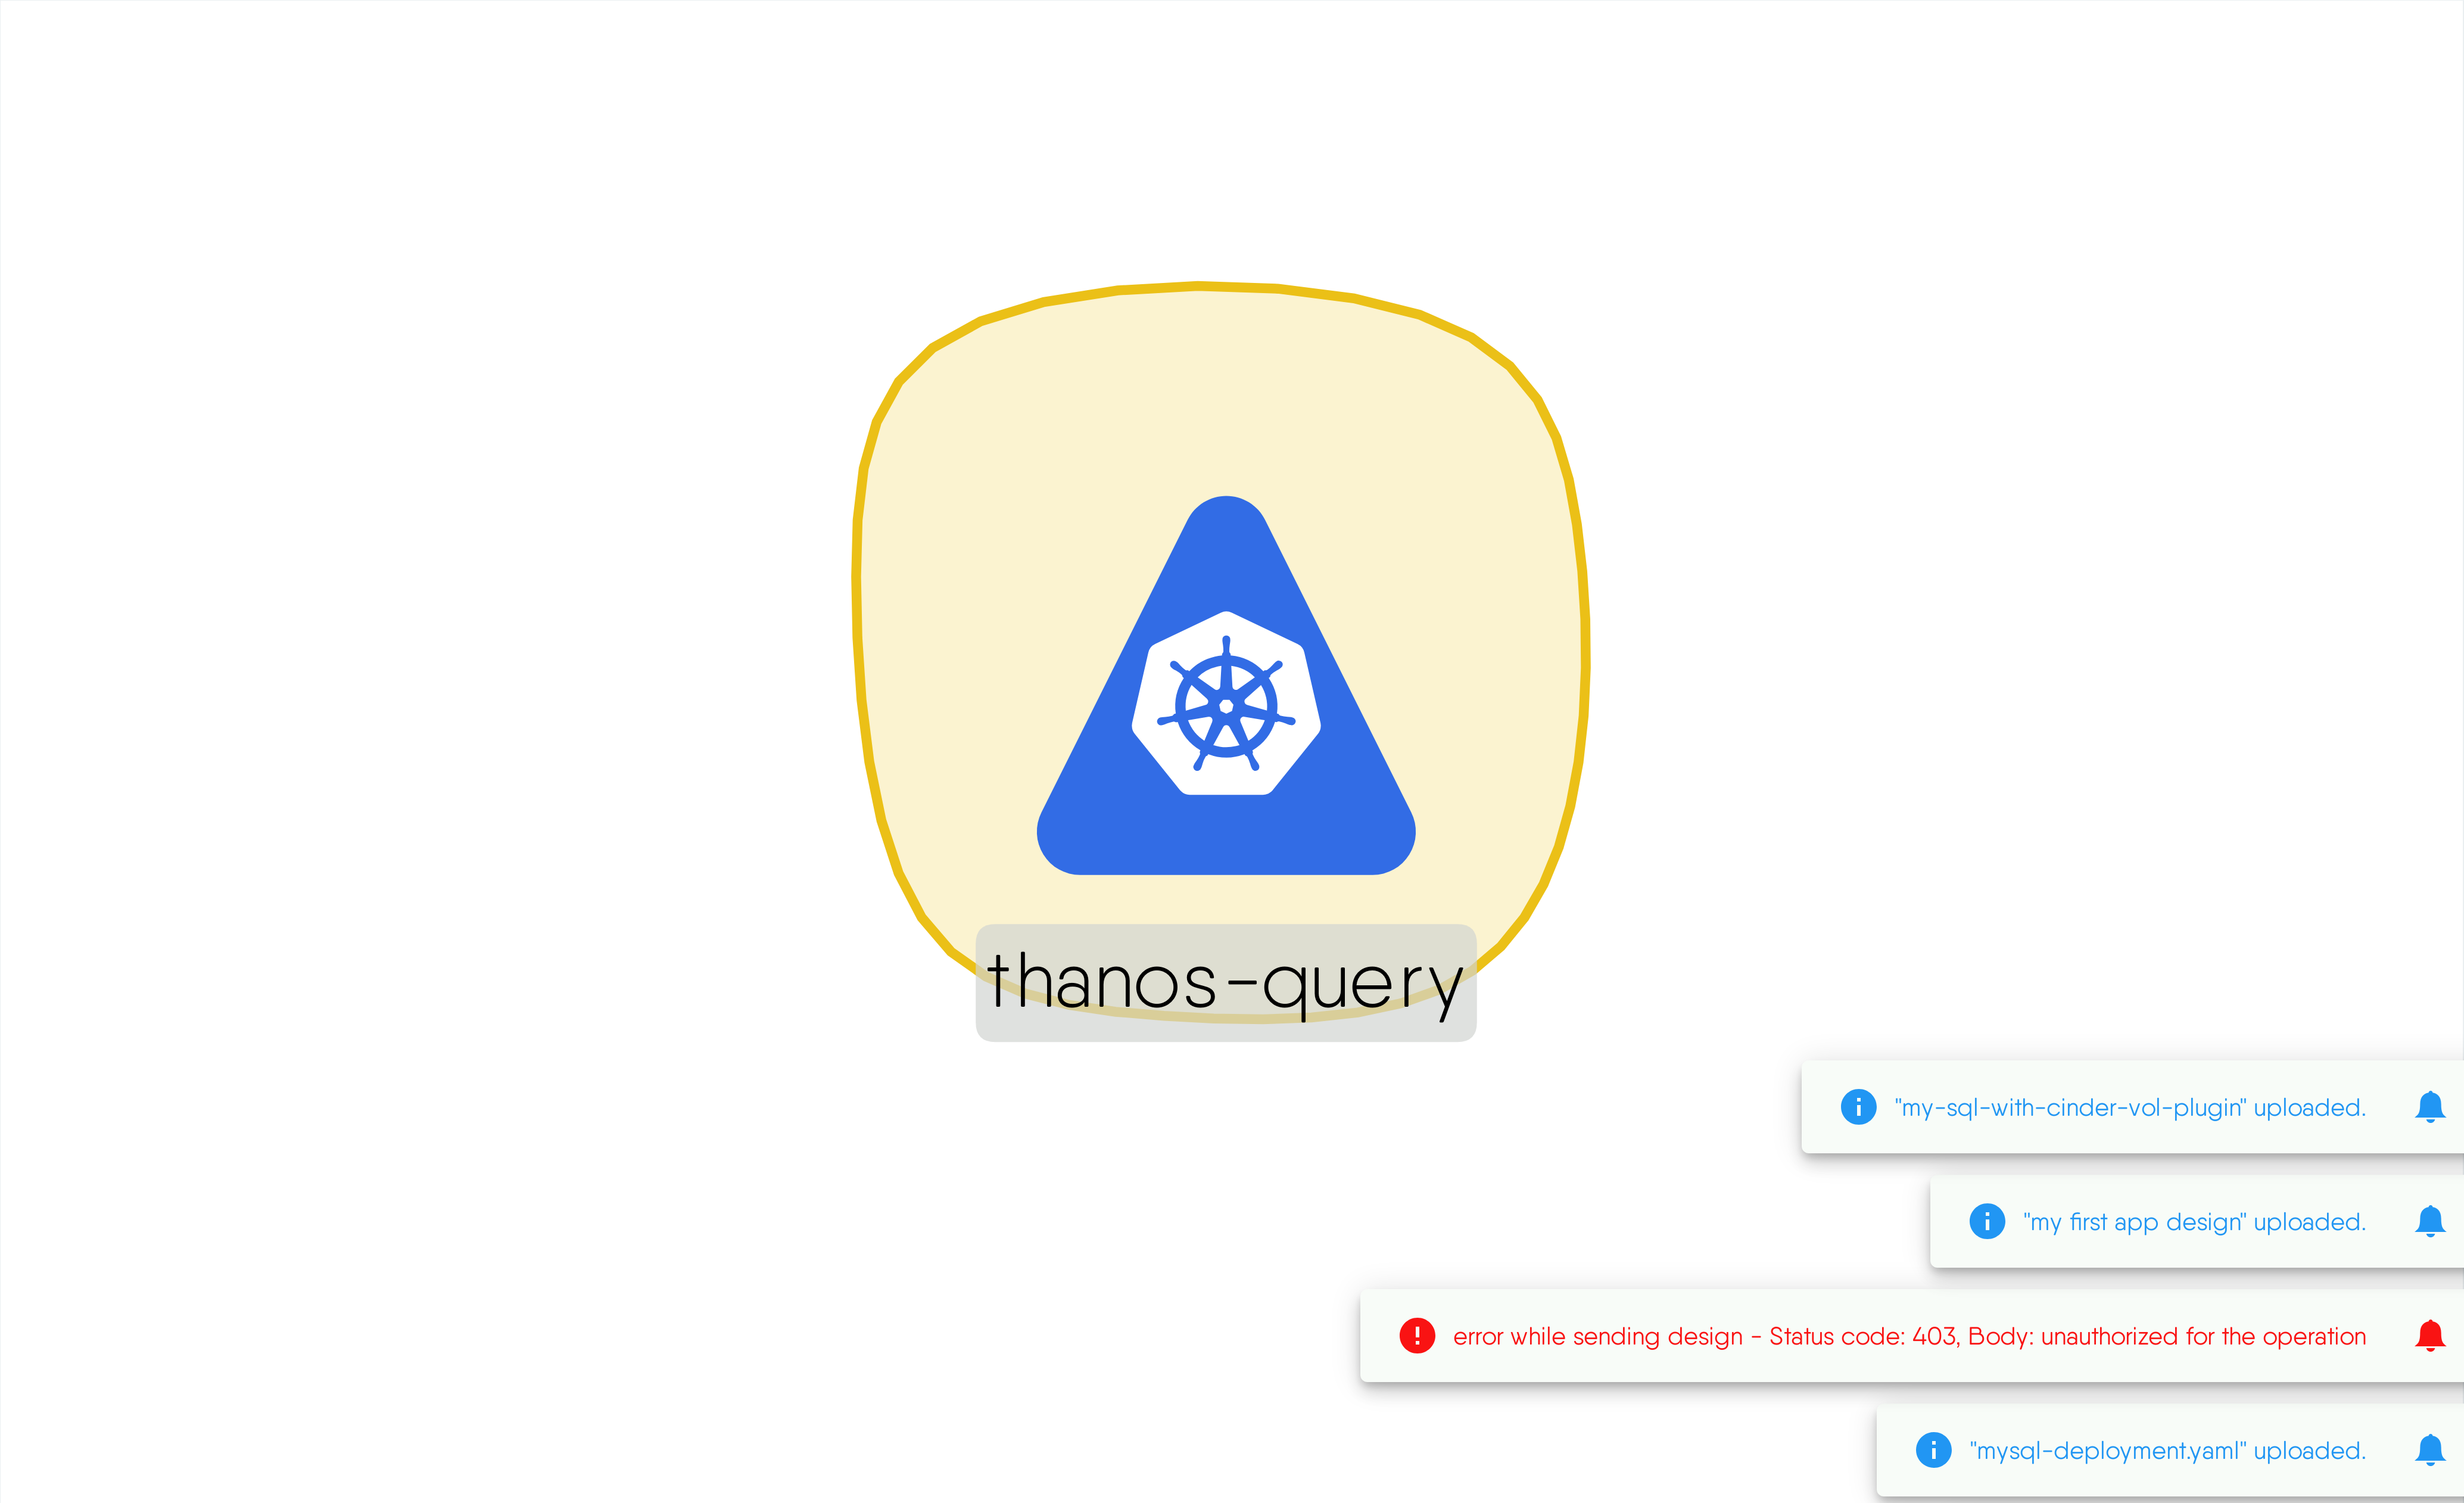 thanos-query
"my-sql-with-cinder-vol-plugin" uploaded.
"my first app design" uploaded.
error while sending design - Status code: 403, Body: unauthorized for the operation
"mysql-deployment.yaml" uploaded.